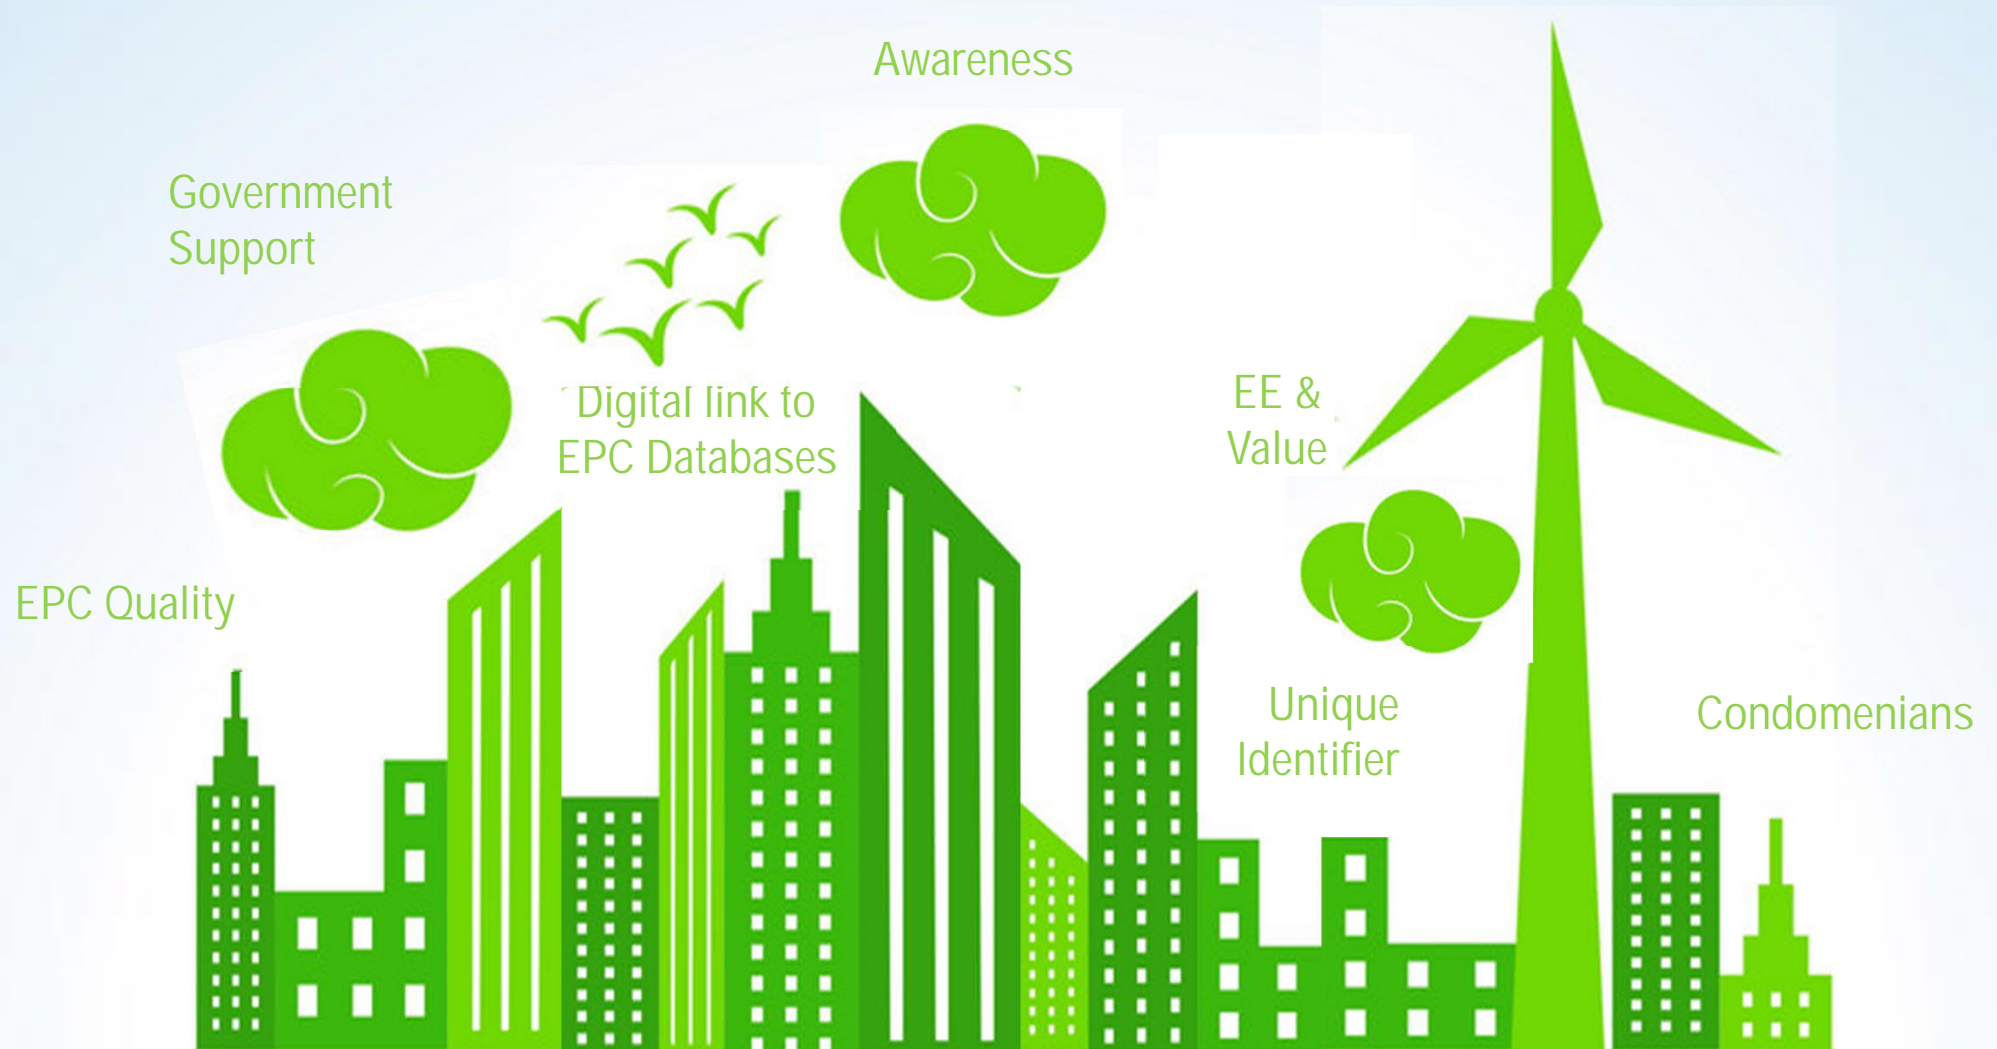 Awareness
Government
Support
Digital link to
EPC Databases
EE &
Value
EPC Quality
Unique
Identifier
Condomenians